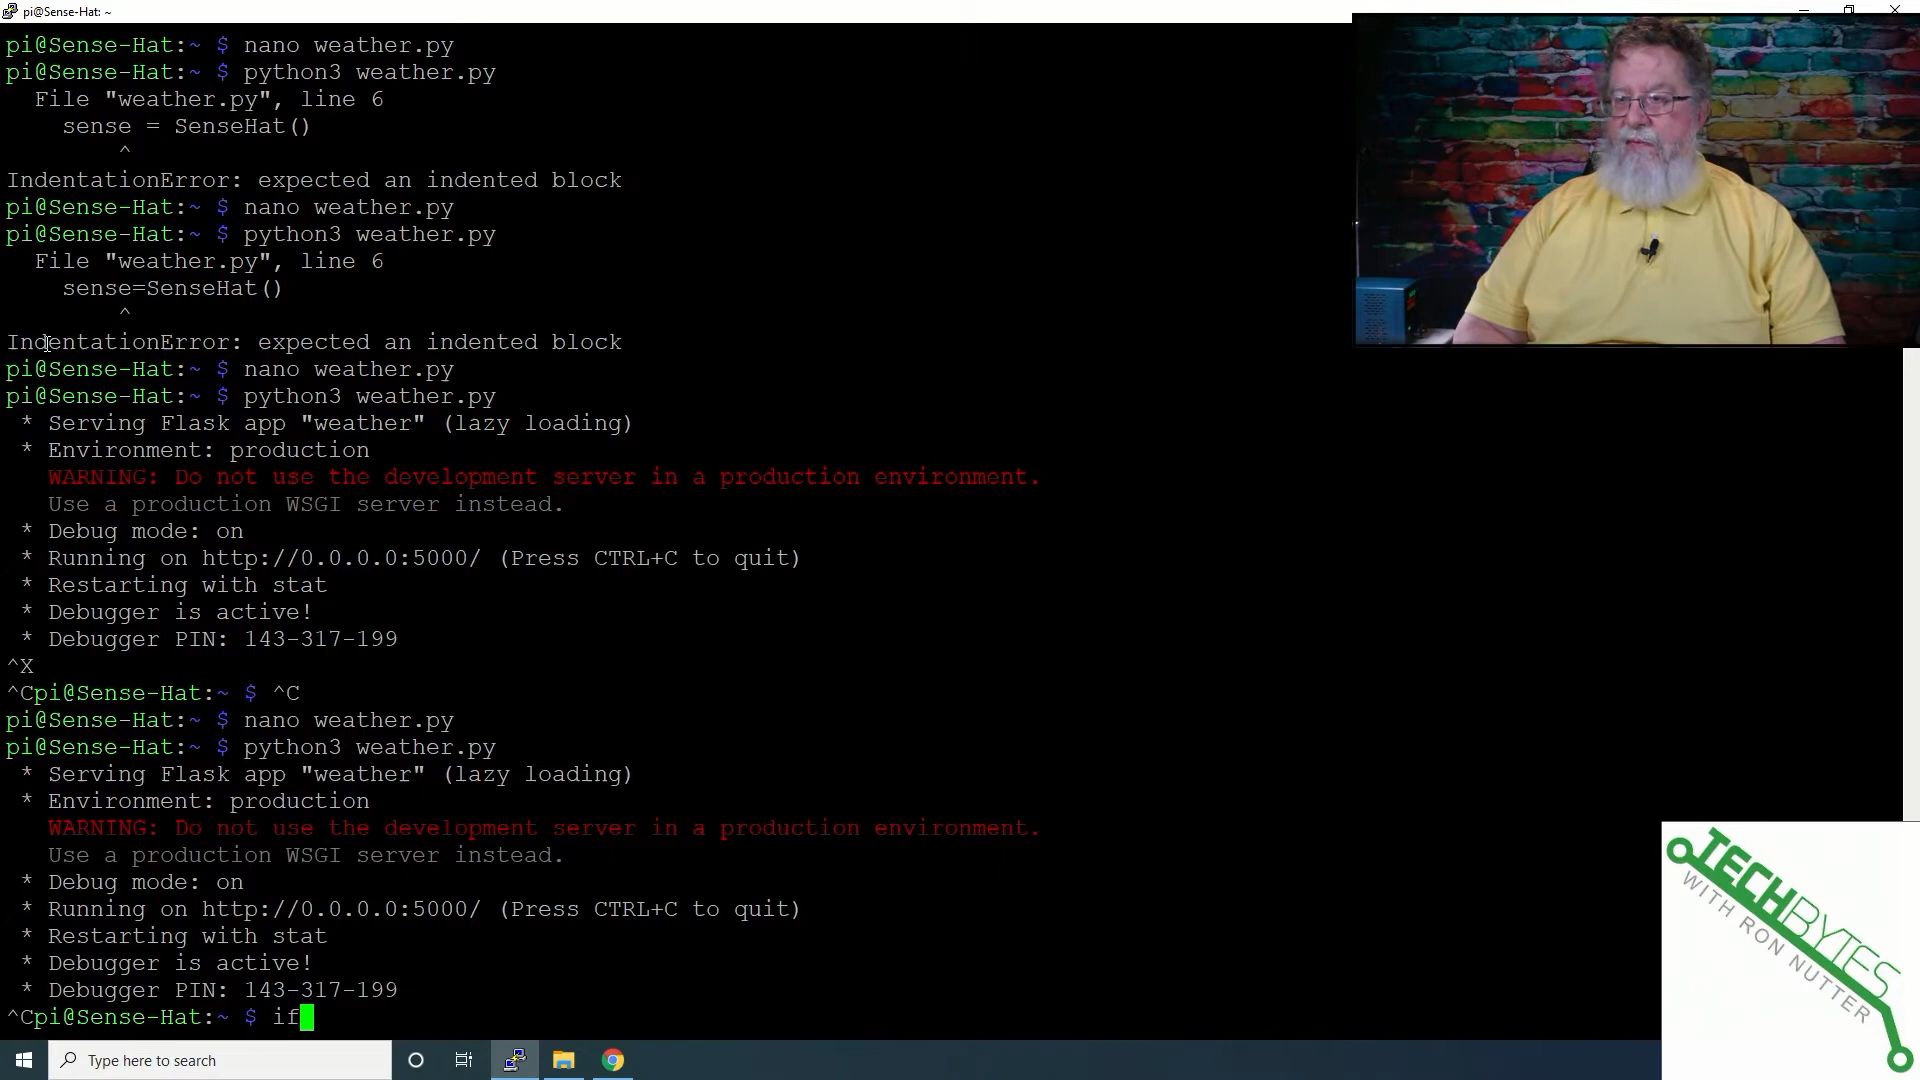 pi@Sense-Hat: ~
pi@Sense-Hat:~ $ nano weather.py
pi@Sense-Hat:~ $ python3 weather.py
File "weather.py", line 6
sense = SenseHat()
^
IndentationError: expected an indented block
pi@Sense-Hat:~ $ nano weather.py
pi@Sense-Hat:~ $ python3 weather.py
File "weather.py", line 6
sense=SenseHat()
^
IndentationError: expected an indented block
pi@Sense-Hat:~ $ nano weather.py
pi@Sense-Hat:~ $ python3 weather.py
* Serving Flask app "weather" (lazy loading)
* Environment: production
WARNING: Do not use the development server in a production environment.
Use a production WSGI server instead.
* Debug mode: on
* Running on http://0.0.0.0:5000/ (Press CTRL+C to quit)
* Restarting with stat
* Debugger is active!
* Debugger PIN: 143-317-199
^X
^Cpi@Sense-Hat:~ $ ^C
pi@Sense-Hat:~ $ nano weather.py
pi@Sense-Hat:~ $ python3 weather.py
* Serving Flask app "weather" (lazy loading)
* Environment: production
WARNING: Do not use the development server in a production environment.
Use a production WSGI server instead.
* Debug mode: on
* Running on http://0.0.0.0:5000/ (Press CTRL+C to quit)
* Restarting with stat
* Debugger is active!
* Debugger PIN: 143-317-199
^Cpi@Sense-Hat:~ $ if
TECHBYTES
WITH RON NUTTER
Type here to search